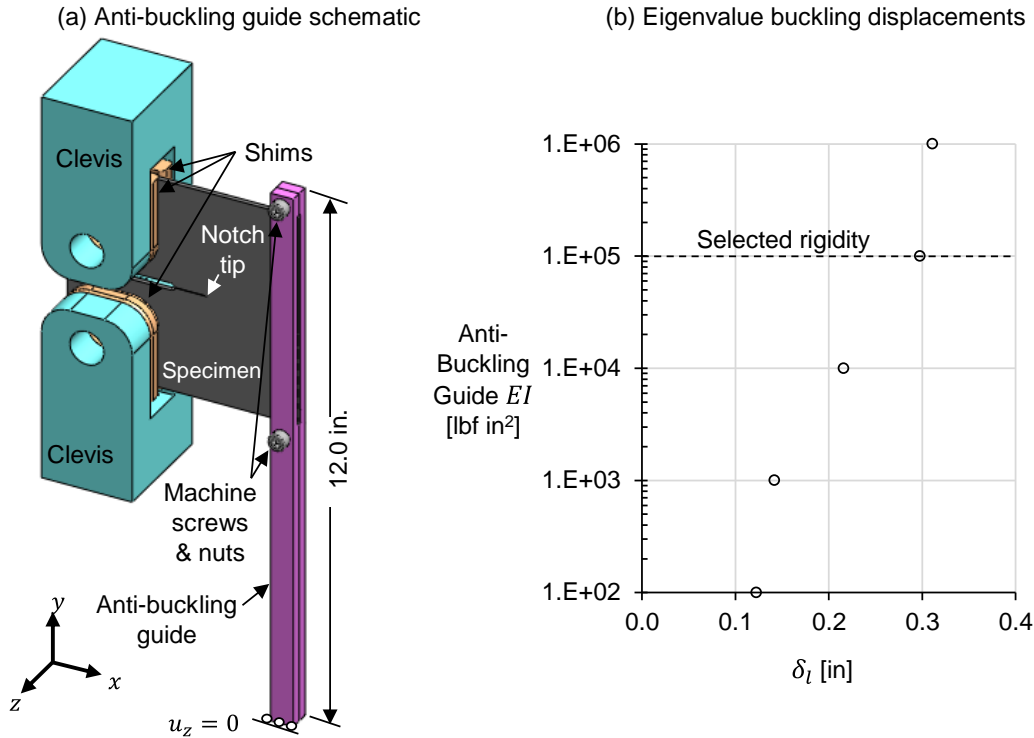 (a) Anti-buckling guide schematic
Clevis
Shims
Notch
tip
Specimen
Clevis
12.0 in.
Machine
screws
& nuts
Anti-buckling
guide
y
x
z
u_z = 0
(b) Eigenvalue buckling displacements
1.E+06
Selected rigidity
1.E+05
Anti-
Buckling
Guide EI
[lbf in²]
1.E+04
1.E+03
1.E+02
0.0 0.1 0.2 0.3 0.4
δ_l [in]